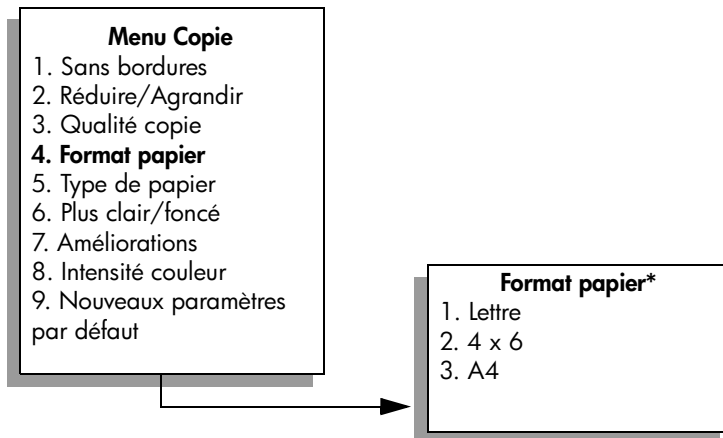 Menu Copie
1. Sans bordures
2. Réduire/Agrandir
3. Qualité copie
4. Format papier
5. Type de papier
6. Plus clair/foncé
7. Améliorations
8. Intensité couleur
9. Nouveaux paramètres
par défaut
Format papier*
1. Lettre
2. 4 x 6
3. A4